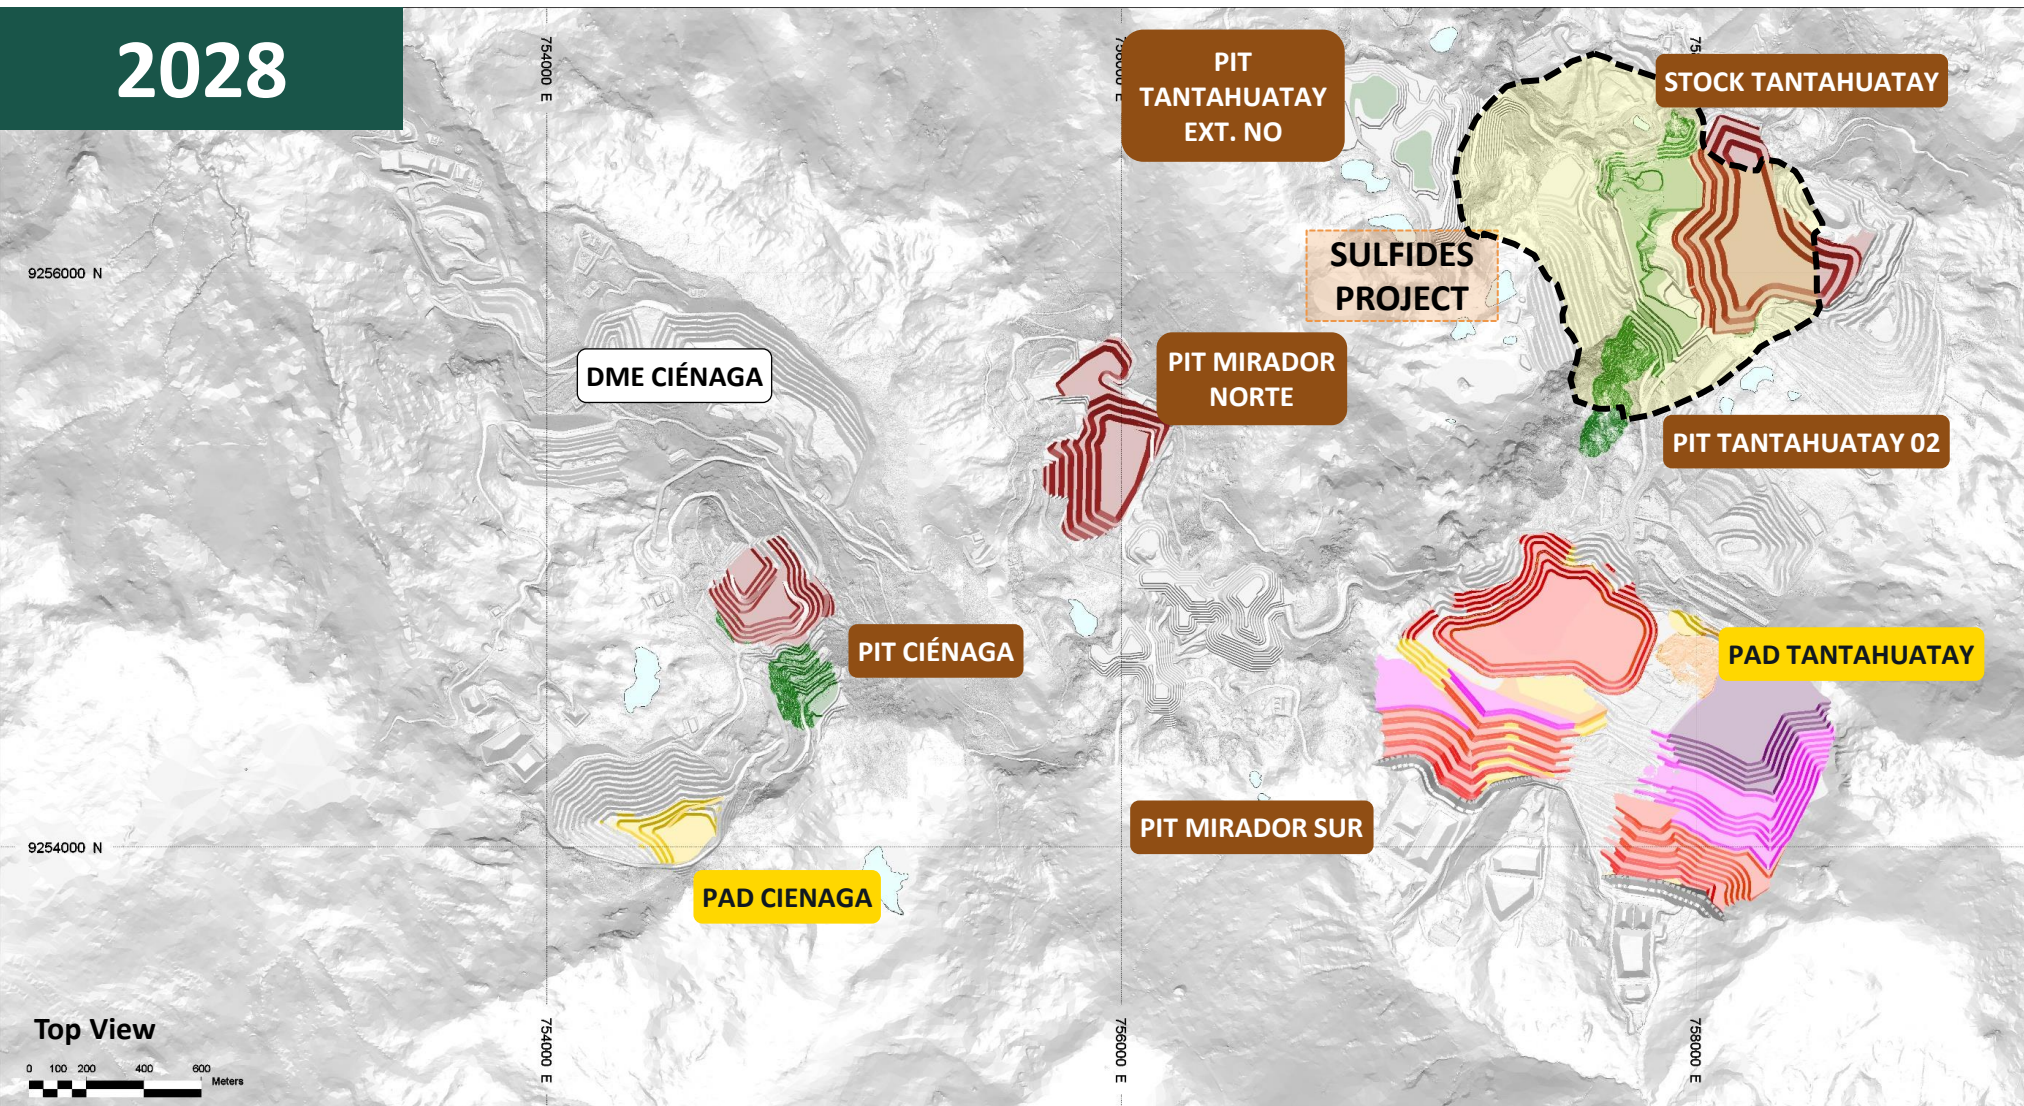 2028
754000 E
PIT
TANTAHUATAY
EXT. NO
STOCK TANTAHUATAY
SULFIDES
PROJECT
9256000 N
DME CIÉNAGA
PIT MIRADOR
NORTE
PIT TANTAHUATAY 02
PIT CIÉNAGA
PAD TANTAHUATAY
PIT MIRADOR SUR
9254000 N
PAD CIENAGA
Top View
0 100 200 400 600
Meters
754000 E
756000 E
758000 E